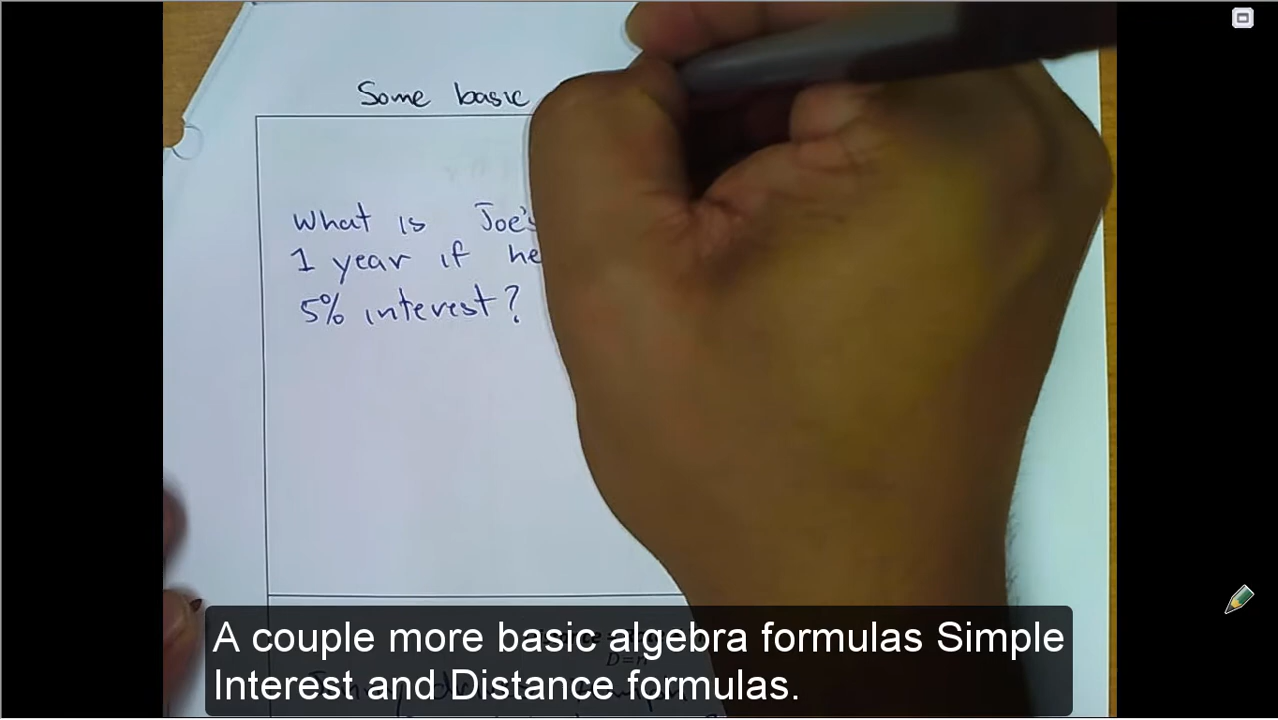 Some basic
What is Joe's
1 year if he
5% interest?
A couple more basic algebra formulas Simple
Interest and Distance formulas.